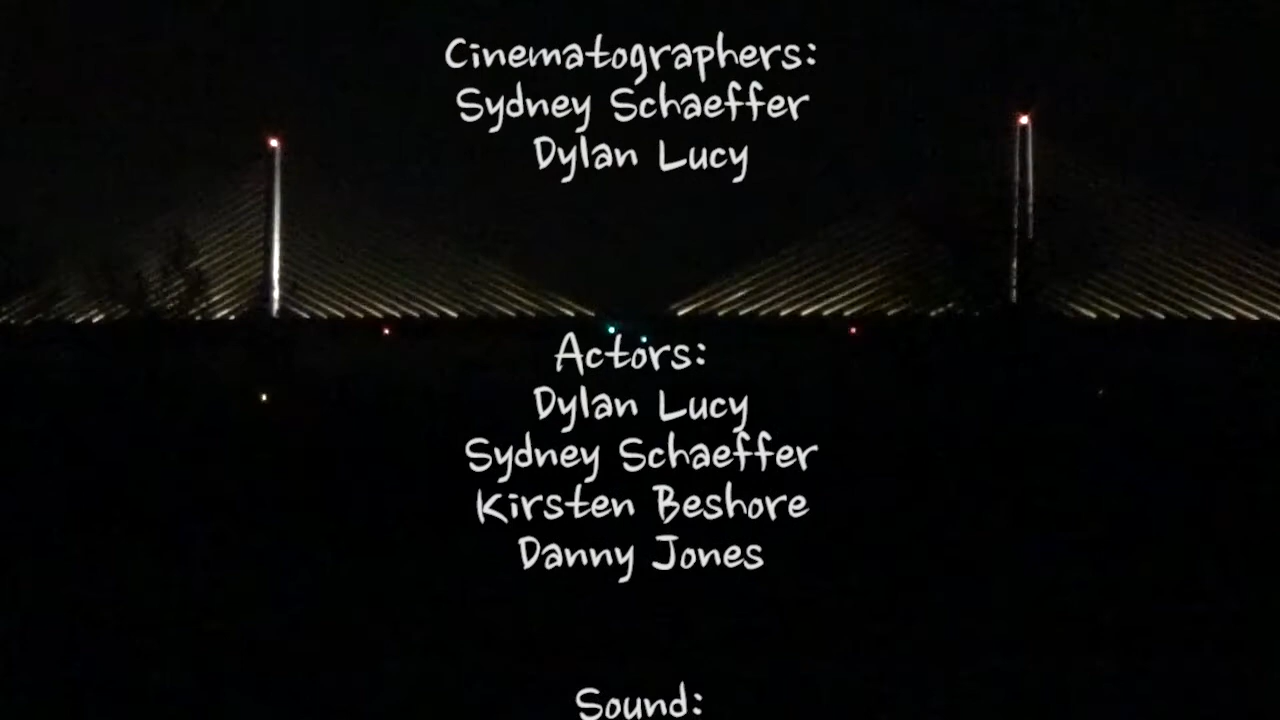 Cinematographers:
Sydney Schaeffer
Dylan Lucy
Actors:
Dylan Lucy
Sydney Schaeffer
Kirsten Beshore
Danny Jones
Sound: